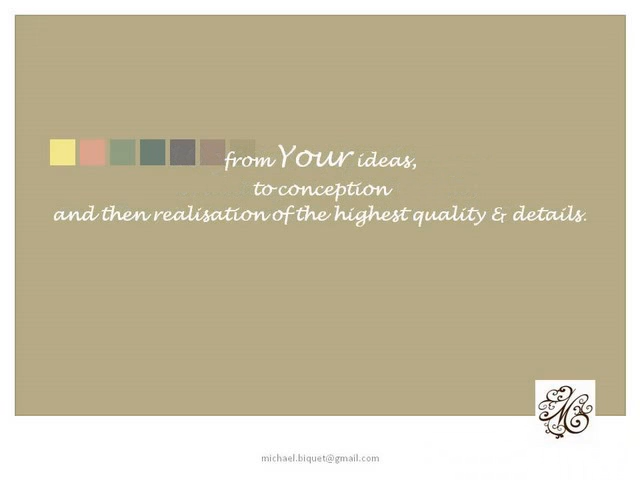 from Your ideas,
to conception
and then realisation of the highest quality & details.
michael.biquet@gmail.com